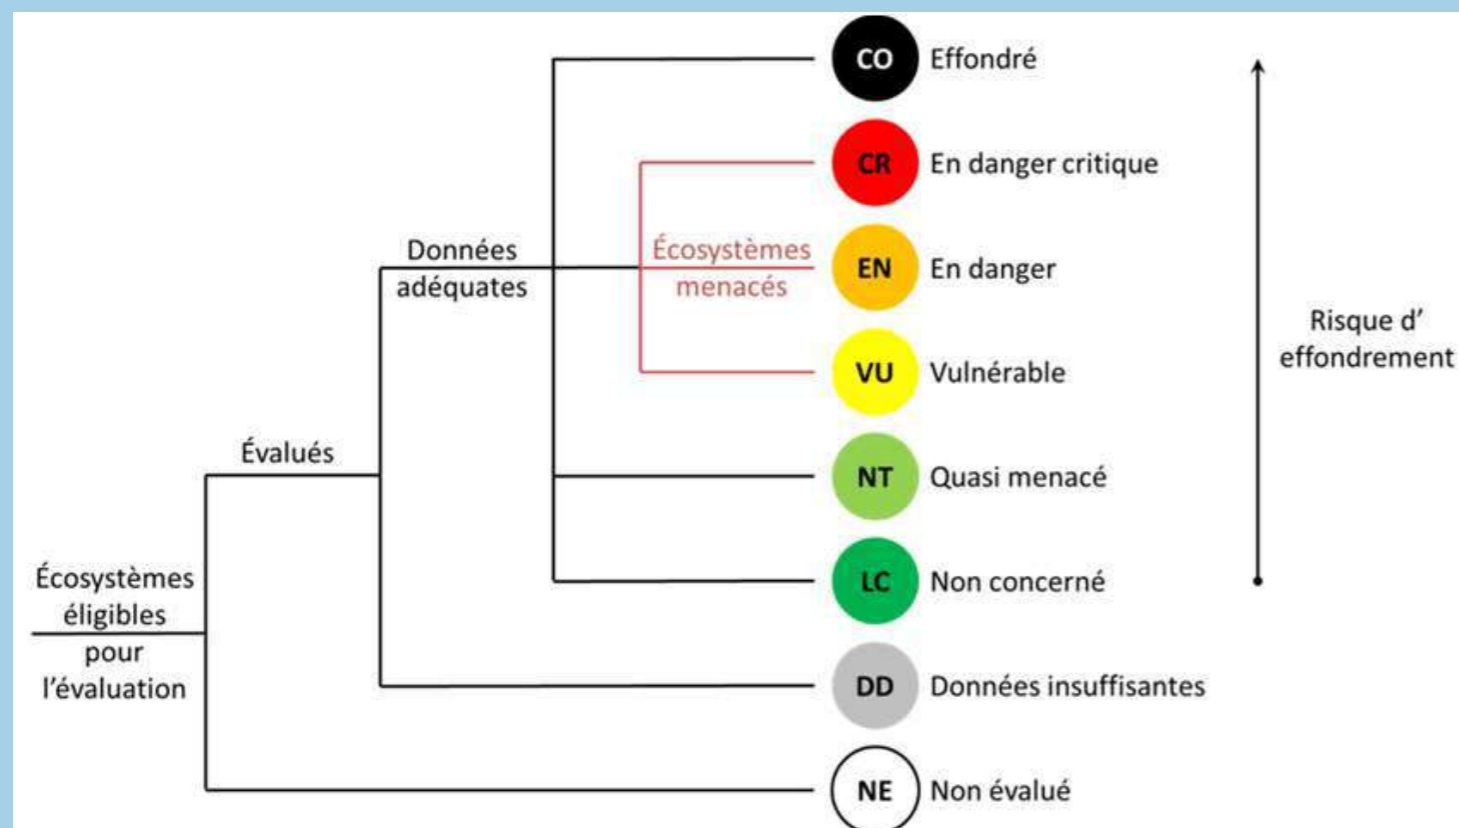 CO Effondré
CR En danger critique
Données
adéquates
Écosystèmes
menacés
EN En danger
Risque d’
effondrement
VU Vulnérable
Évalués
NT Quasi menacé
Écosystèmes
éligibles
pour
l’évaluation
LC Non concerné
DD Données insuffisantes
NE Non évalué